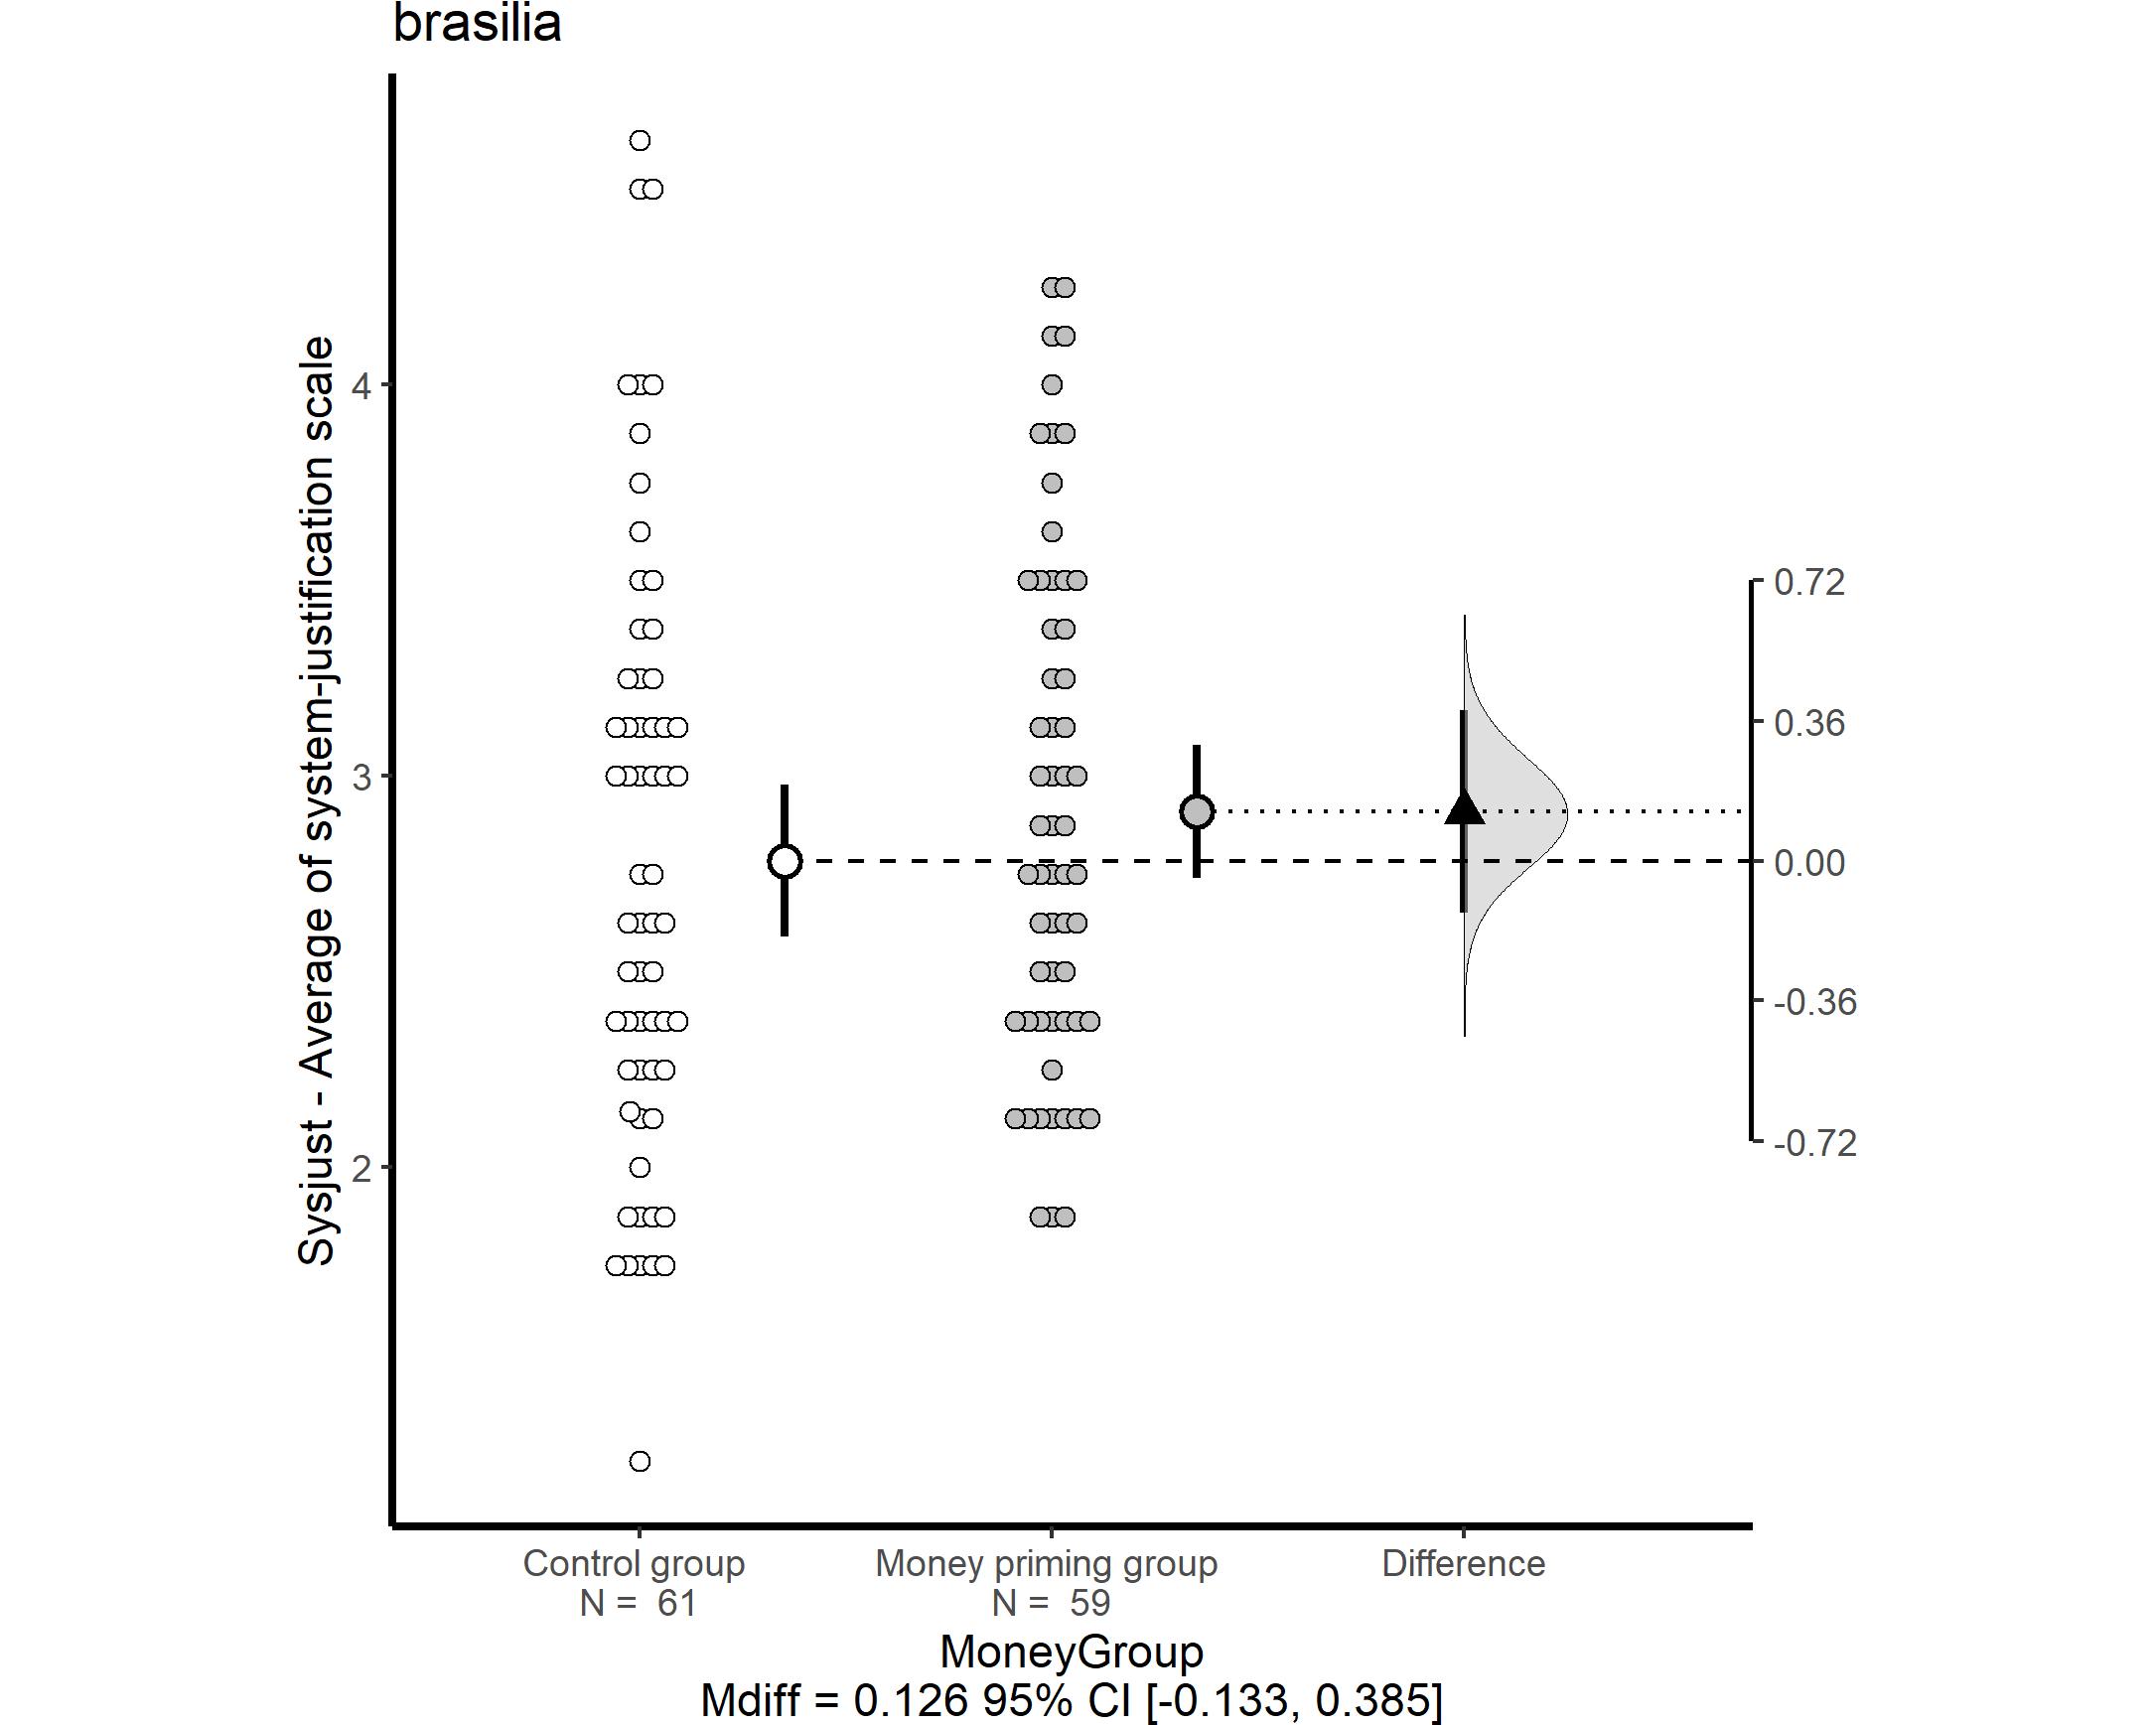 brasilia
Sysjust - Average of system-justification scale
4
3
2
0.72
0.36
0.00
-0.36
-0.72
Control group
N =  61
Money priming group
N =  59
Difference
MoneyGroup
Mdiff = 0.126 95% CI [-0.133, 0.385]